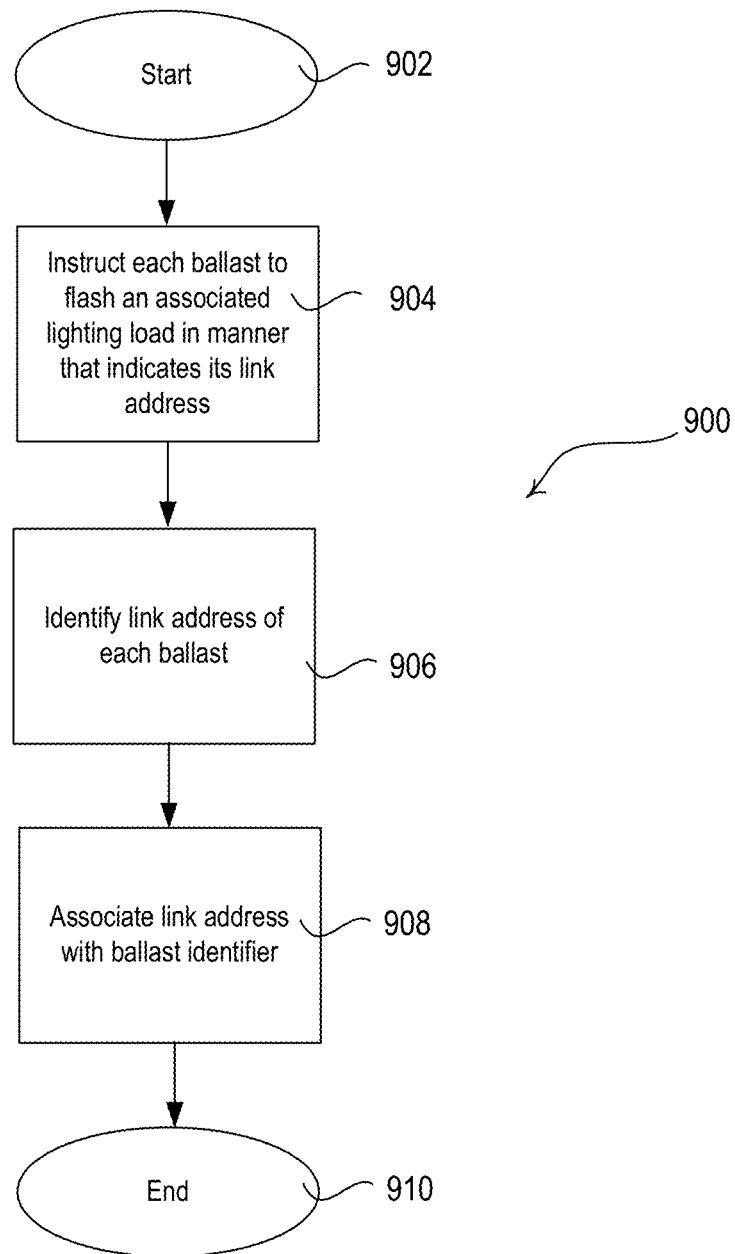 Start
902
Instruct each ballast to
flash an associated
lighting load in manner
that indicates its link
address
904
900
Identify link address of
each ballast
906
Associate link address
with ballast identifier
908
End
910